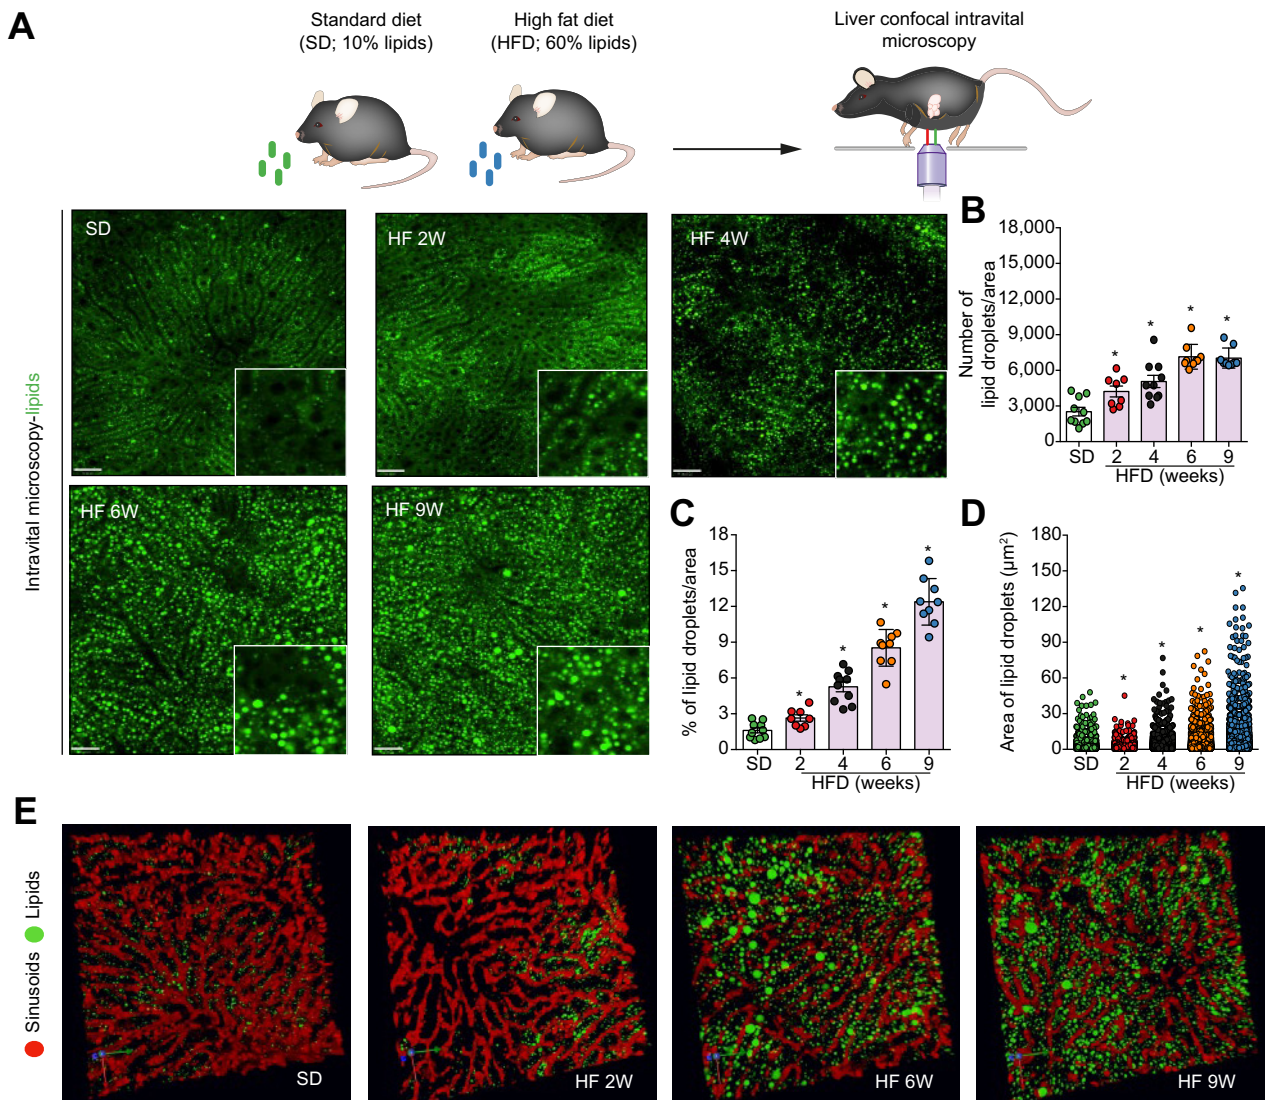 A
Standard diet
(SD; 10% lipids)
High fat diet
(HFD; 60% lipids)
Liver confocal intravital
microscopy
Intravital microscopy-lipids
SD
HF 2W
HF 4W
HF 6W
HF 9W
B
Number of
lipid droplets/area
18,000
15,000
12,000
9,000
6,000
3,000
0
*
*
*
*
SD
2
4
6
9
HFD (weeks)
C
% of lipid droplets/area
18
15
12
9
6
3
0
*
*
*
*
SD
2
4
6
9
HFD (weeks)
D
Area of lipid droplets (µm²)
180
150
120
90
60
30
0
*
*
*
*
SD
2
4
6
9
HFD (weeks)
E
Sinusoids
Lipids
SD
HF 2W
HF 6W
HF 9W